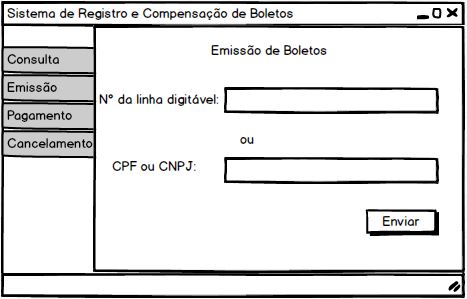 Sistema de Registro e Compensação de Boletos
Emissão de Boletos
Consulta
Emissão
Pagamento
Cancelamento
Nº da linha digitável:
ou
CPF ou CNPJ:
Enviar